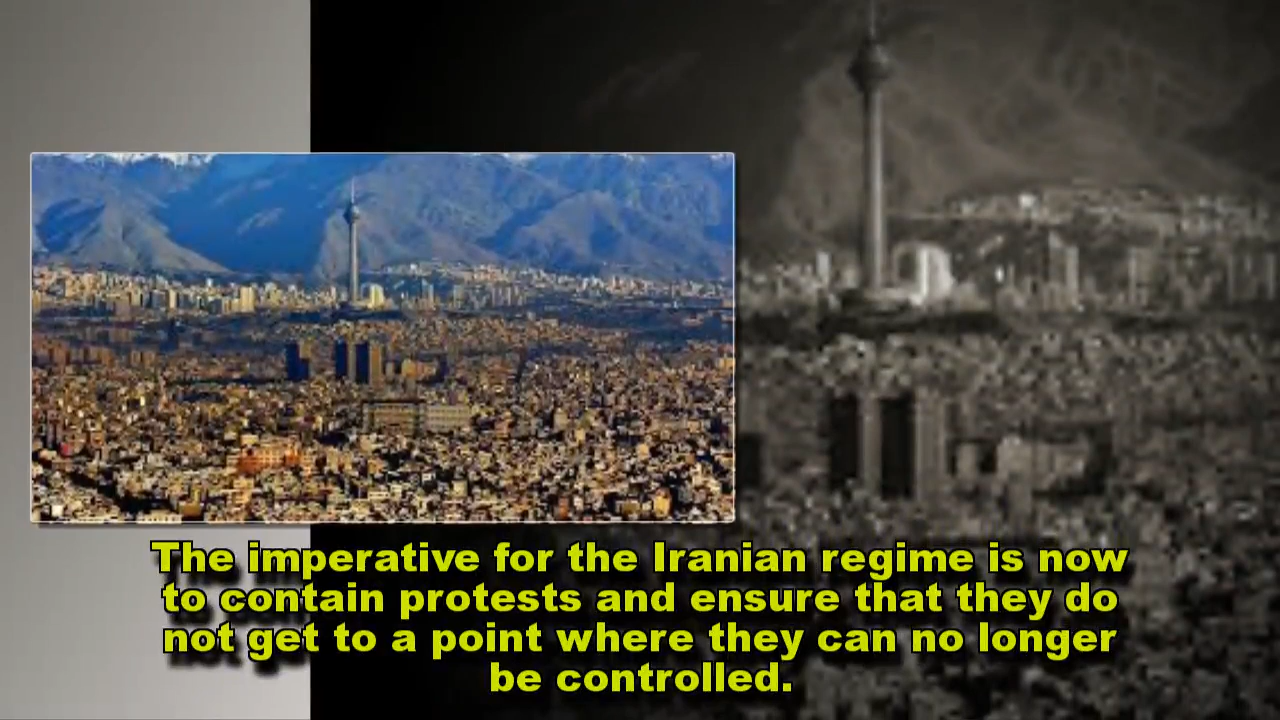 The imperative for the Iranian regime is now
to contain protests and ensure that they do
not get to a point where they can no longer
be controlled.